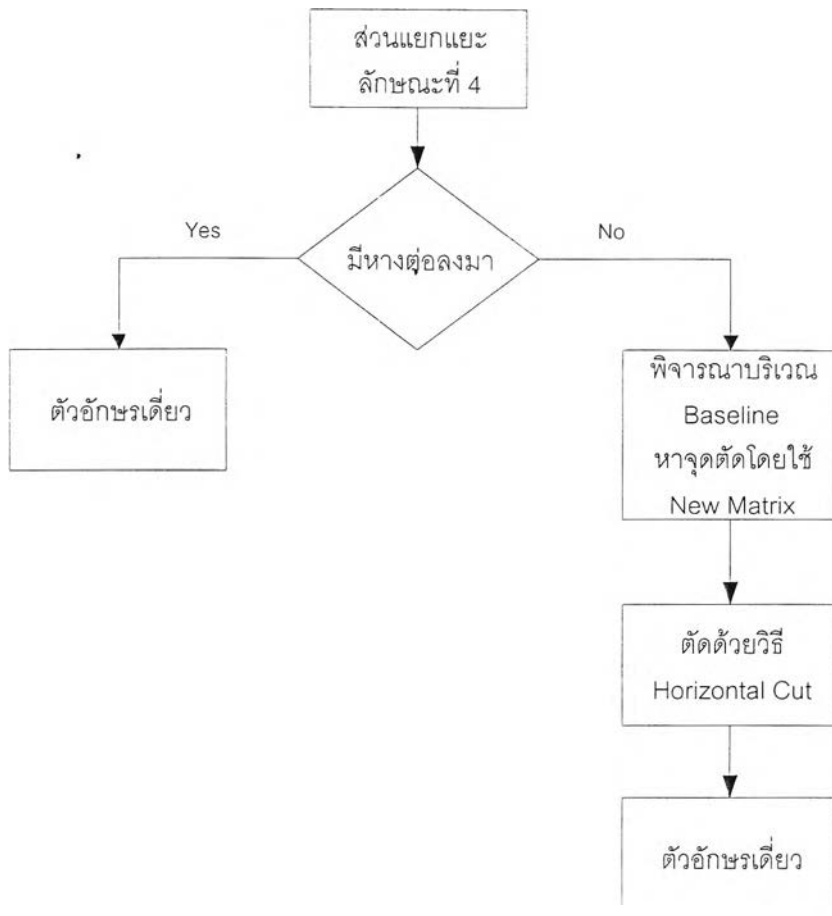 ส่วนแยกแยะ
ลักษณะที่ 4
Yes
No
มีหางต่อลงมา
ตัวอักษรเดี่ยว
พิจารณาบริเวณ
Baseline
หาจุดตัดโดยใช้
New Matrix
ตัดด้วยวิธี
Horizontal Cut
ตัวอักษรเดี่ยว